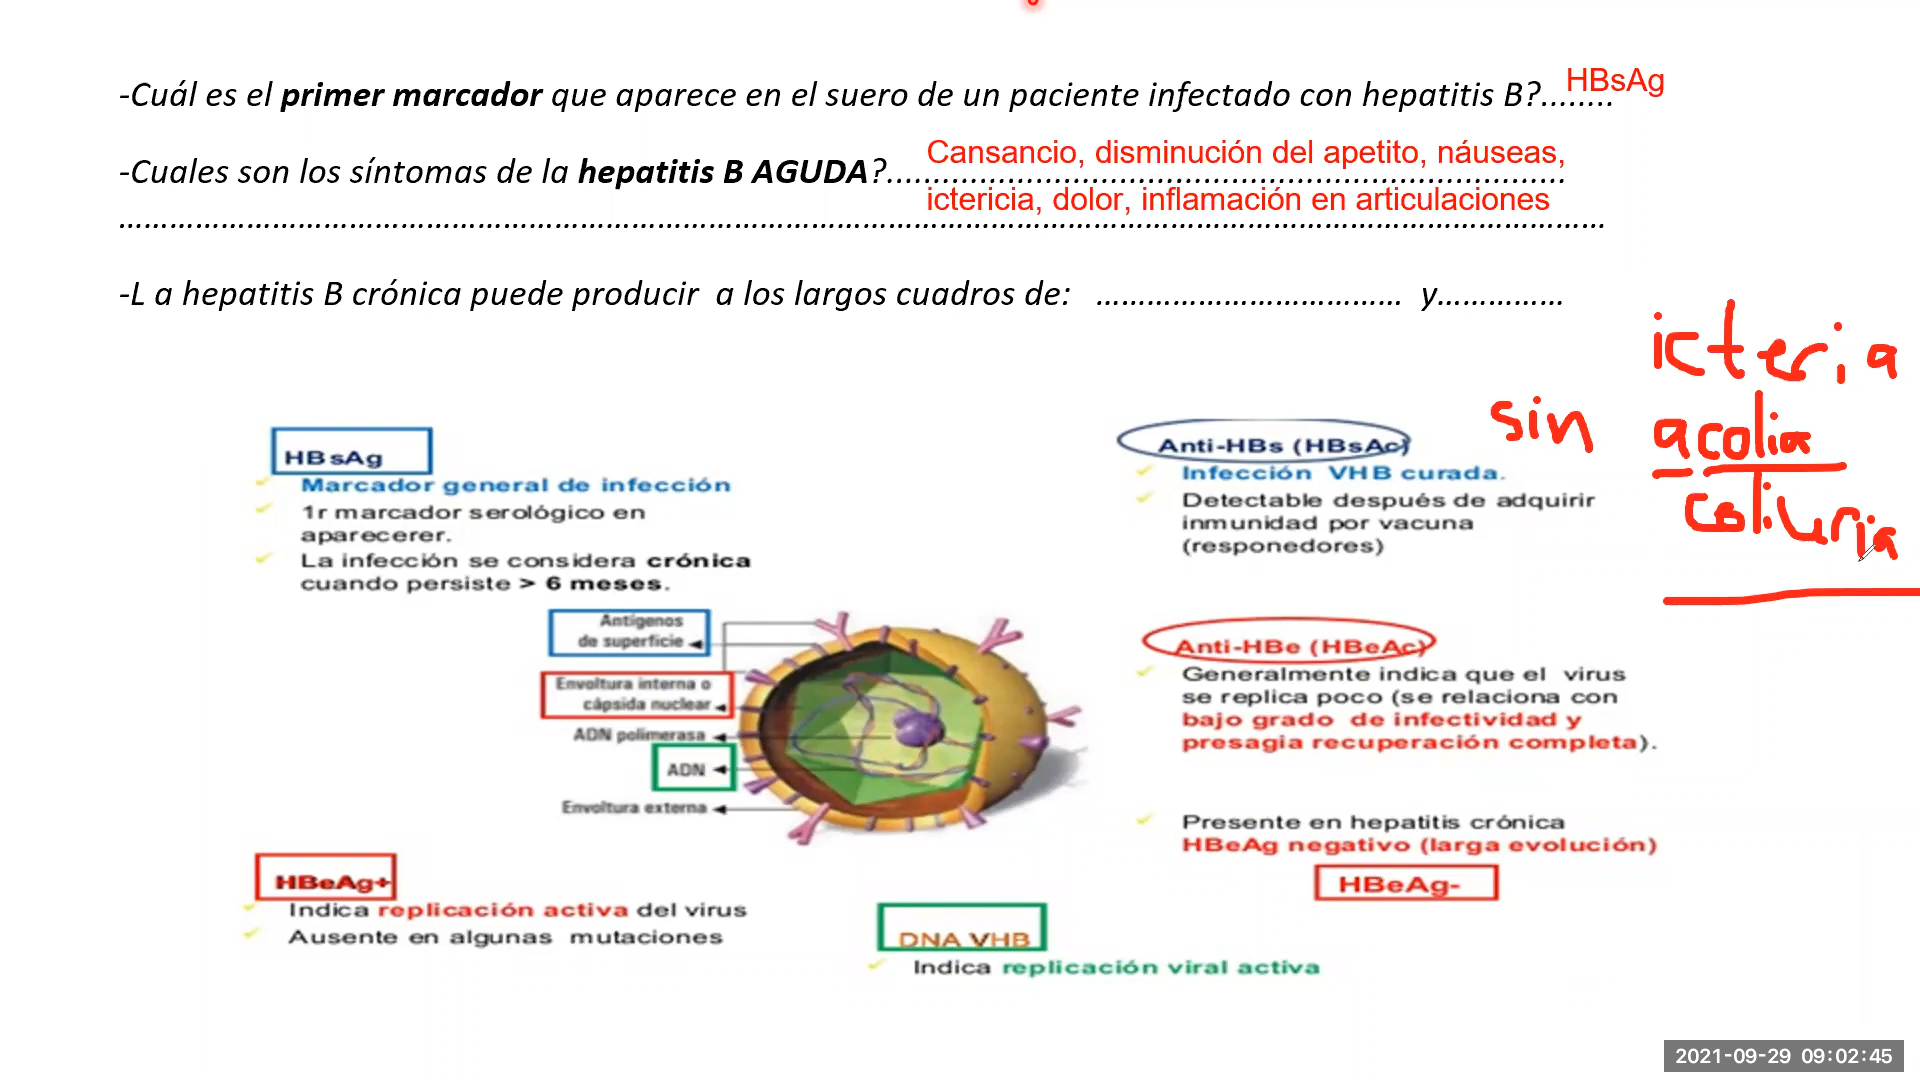 -Cuál es el primer marcador que aparece en el suero de un paciente infectado con hepatitis B?........ HBsAg
-Cuales son los síntomas de la hepatitis B AGUDA?................................................................................
Cansancio, disminución del apetito, náuseas,
ictericia, dolor, inflamación en articulaciones
-L a hepatitis B crónica puede producir a los largos cuadros de: .................................... y...............
icteria
sin acolia
coliuria
HBsAg
Marcador general de infección
1r marcador serológico en
aparecerer.
La infección se considera crónica
cuando persiste > 6 meses.
Anti-HBs (HBsAc)
Infección VHB curada.
Detectable después de adquirir
inmunidad por vacuna
(responedores)
Antígenos
de superficie
Envoltura interna o
cápsida nuclear
ADN polimerasa
ADN
Envoltura externa
Anti-HBe (HBeAc)
Generalmente indica que el virus
se replica poco (se relaciona con
bajo grado de infectividad y
presagia recuperación completa).
Presente en hepatitis crónica
HBeAg negativo (larga evolución)
HBeAg-
HBeAg+
Indica replicación activa del virus
Ausente en algunas mutaciones
DNA VHB
Indica replicación viral activa
2021-09-29 09:02:45